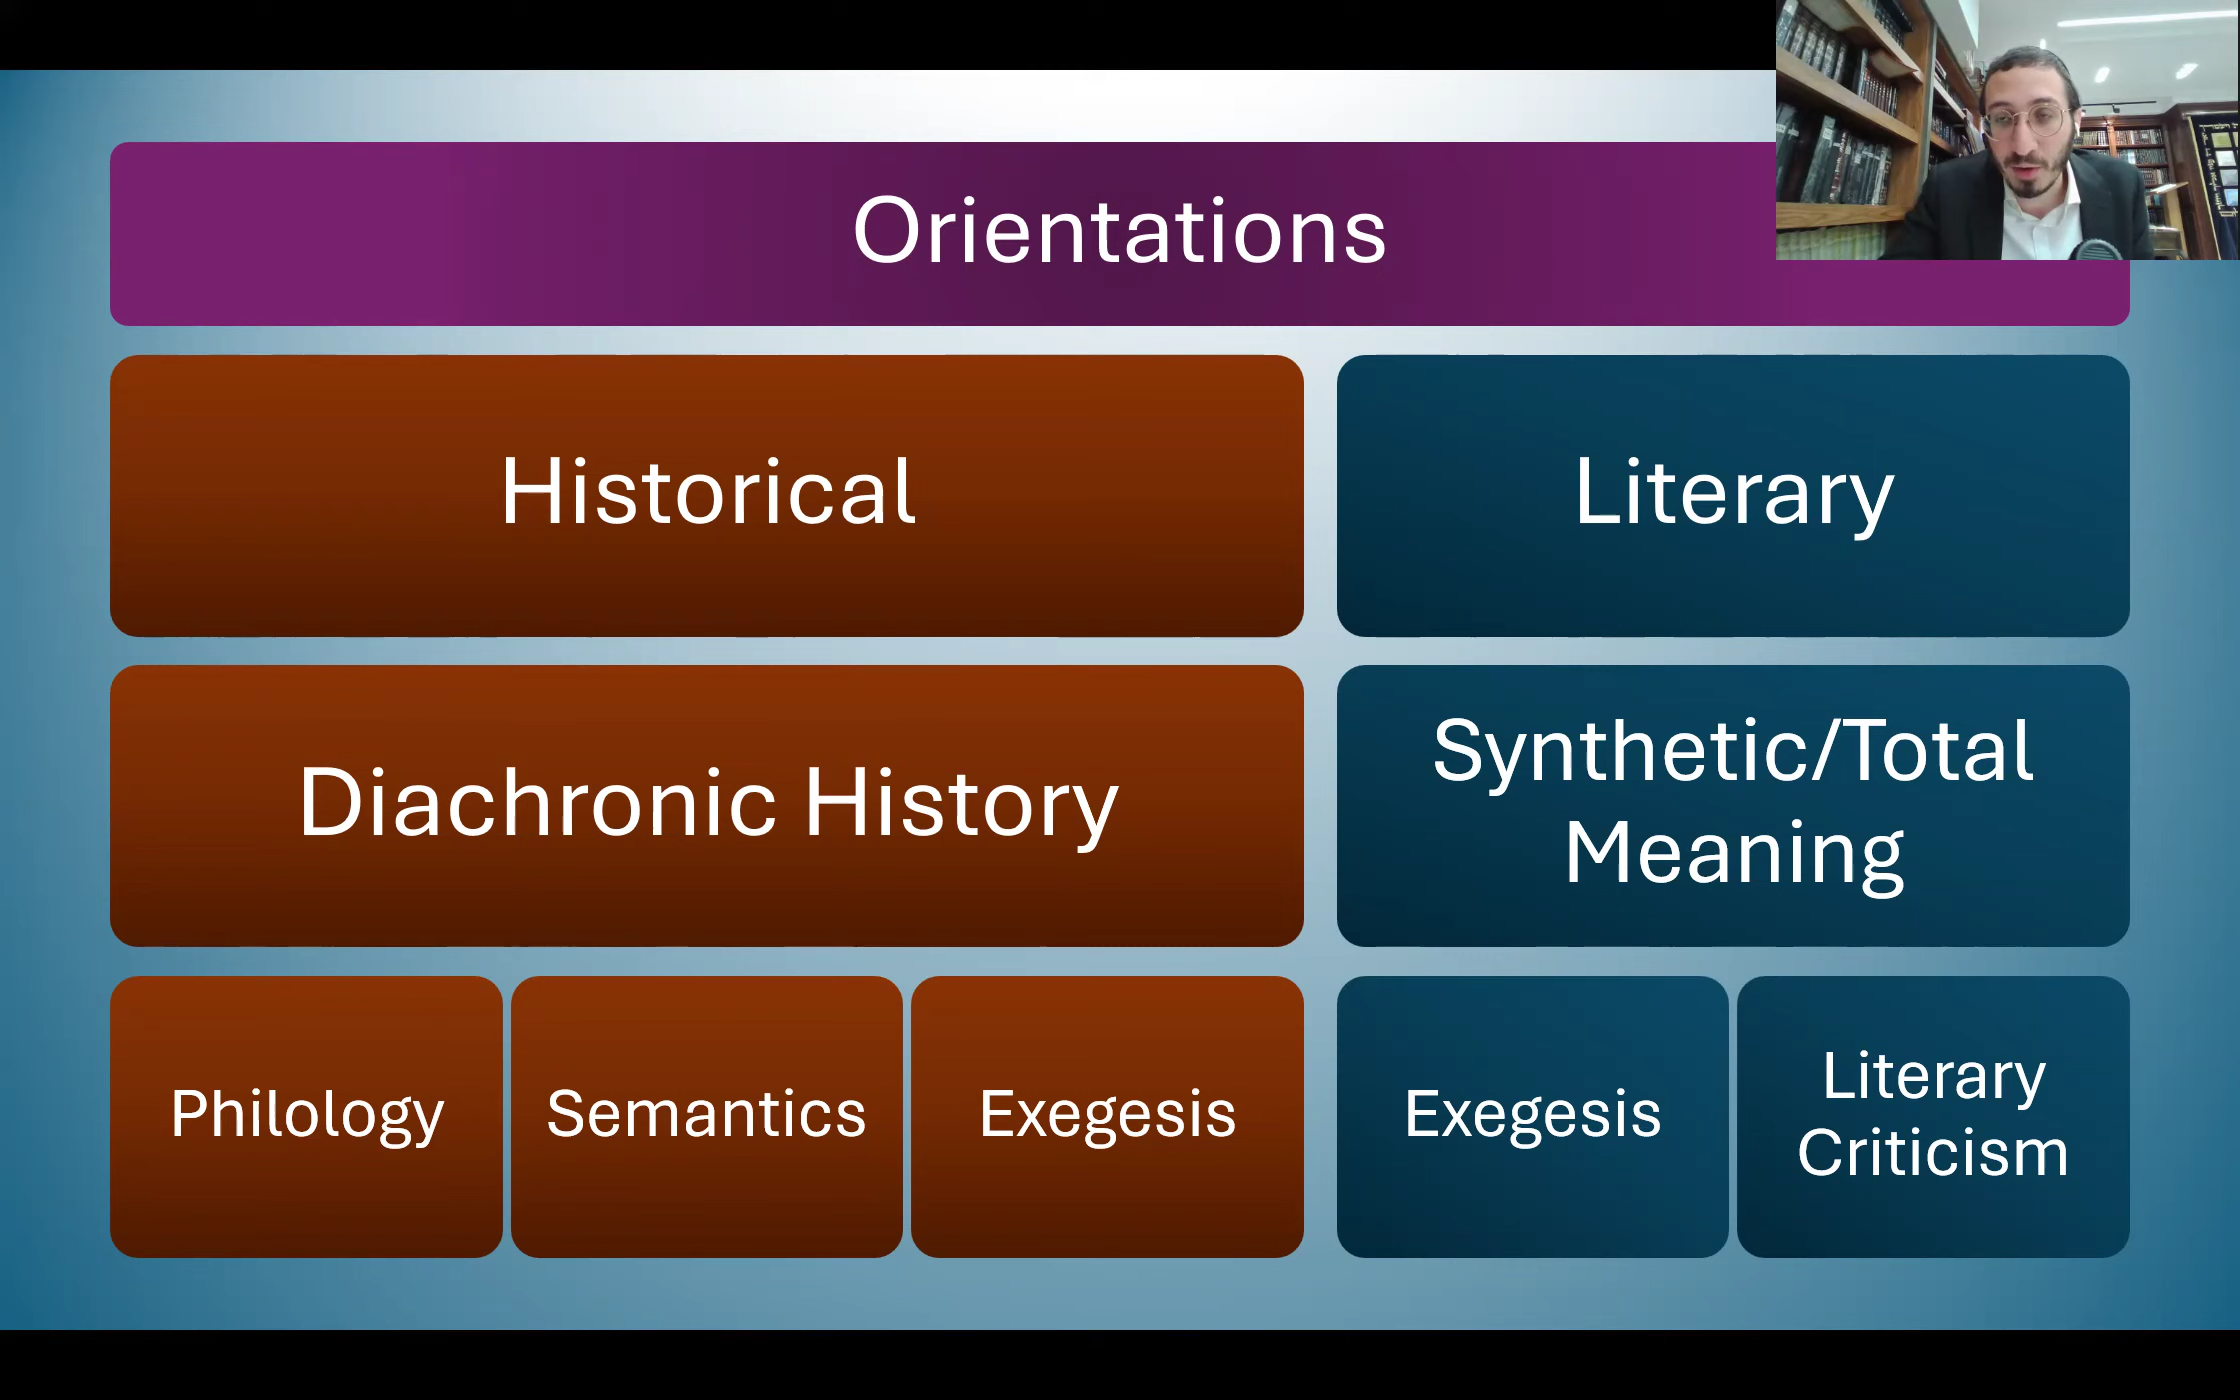 Orientations
Historical
Literary
Diachronic History
Synthetic/Total
Meaning
Philology
Semantics
Exegesis
Exegesis
Literary
Criticism